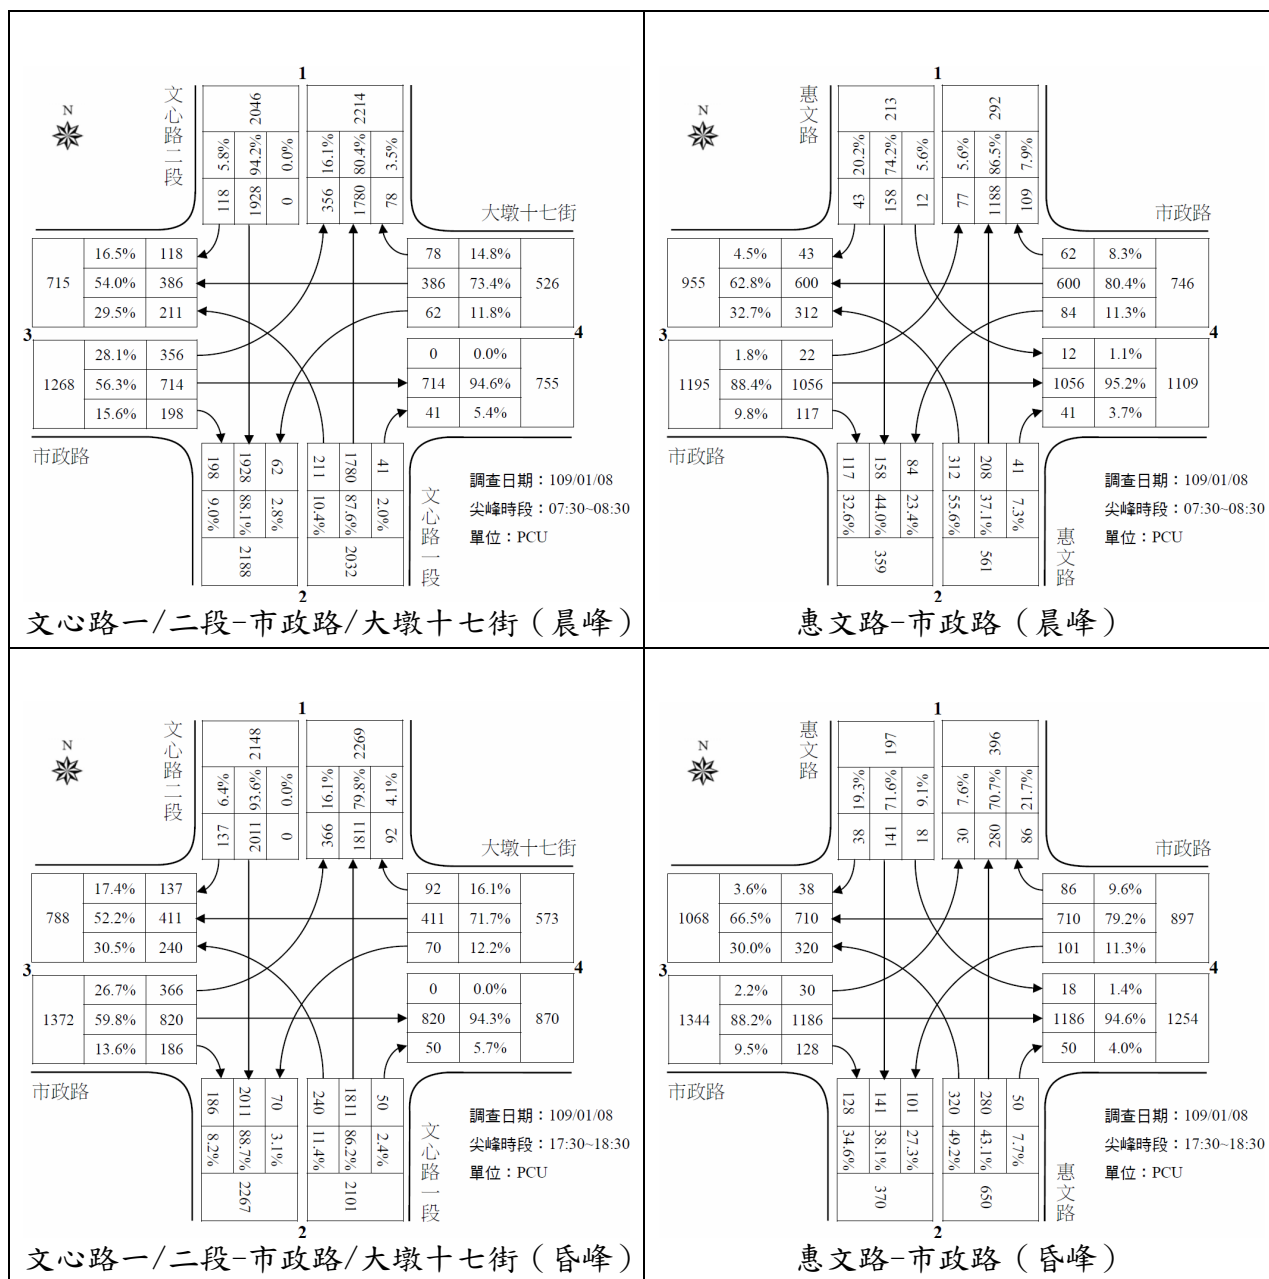 1
文心路二段
N
2046
2214
5.8% 94.2% 0.0% 16.1% 80.4% 3.5%
118 1928 0 356 1780 78
大墩十七街
715 16.5% 118
54.0% 386
29.5% 211
78 14.8% 526
386 73.4%
62 11.8%
3
4
1268 28.1% 356
56.3% 714
15.6% 198
0 0.0% 755
714 94.6%
41 5.4%
市政路
198 1928 62 211 1780 41
9.0% 88.1% 2.8% 10.4% 87.6% 2.0%
2188
2032
文心路一段
調查日期：109/01/08
尖峰時段：07:30~08:30
單位：PCU
2
文心路一/二段-市政路/大墩十七街（晨峰）
1
惠文路
N
213
292
20.2% 74.2% 5.6% 5.6% 86.5% 7.9%
43 158 12 77 1188 109
市政路
955 4.5% 43
62.8% 600
32.7% 312
62 8.3% 746
600 80.4%
84 11.3%
4
1195 1.8% 22
88.4% 1056
9.8% 117
12 1.1% 1109
1056 95.2%
41 3.7%
117 158 84 312 208 41
32.6% 44.0% 23.4% 55.6% 37.1% 7.3%
359
561
惠文路
調查日期：109/01/08
尖峰時段：07:30~08:30
單位：PCU
2
惠文路-市政路（晨峰）
1
文心路二段
N
2148
2269
6.4% 93.6% 0.0% 16.1% 79.8% 4.1%
137 2011 0 366 1811 92
大墩十七街
788 17.4% 137
52.2% 411
30.5% 240
92 16.1% 573
411 71.7%
70 12.2%
3
4
1372 26.7% 366
59.8% 820
13.6% 186
0 0.0% 870
820 94.3%
50 5.7%
市政路
186 2011 70 240 1811 50
8.2% 88.7% 3.1% 11.4% 86.2% 2.4%
2267
2101
文心路一段
調查日期：109/01/08
尖峰時段：17:30~18:30
單位：PCU
2
文心路一/二段-市政路/大墩十七街（昏峰）
1
惠文路
N
197
396
19.3% 71.6% 9.1% 7.6% 70.7% 21.7%
38 141 18 30 280 86
市政路
1068 3.6% 38
66.5% 710
30.0% 320
86 9.6% 897
710 79.2%
101 11.3%
3
4
1344 2.2% 30
88.2% 1186
9.5% 128
18 1.4% 1254
1186 94.6%
50 4.0%
市政路
128 141 101 320 280 50
34.6% 38.1% 27.3% 49.2% 43.1% 7.7%
370
650
惠文路
調查日期：109/01/08
尖峰時段：17:30~18:30
單位：PCU
2
惠文路-市政路（昏峰）